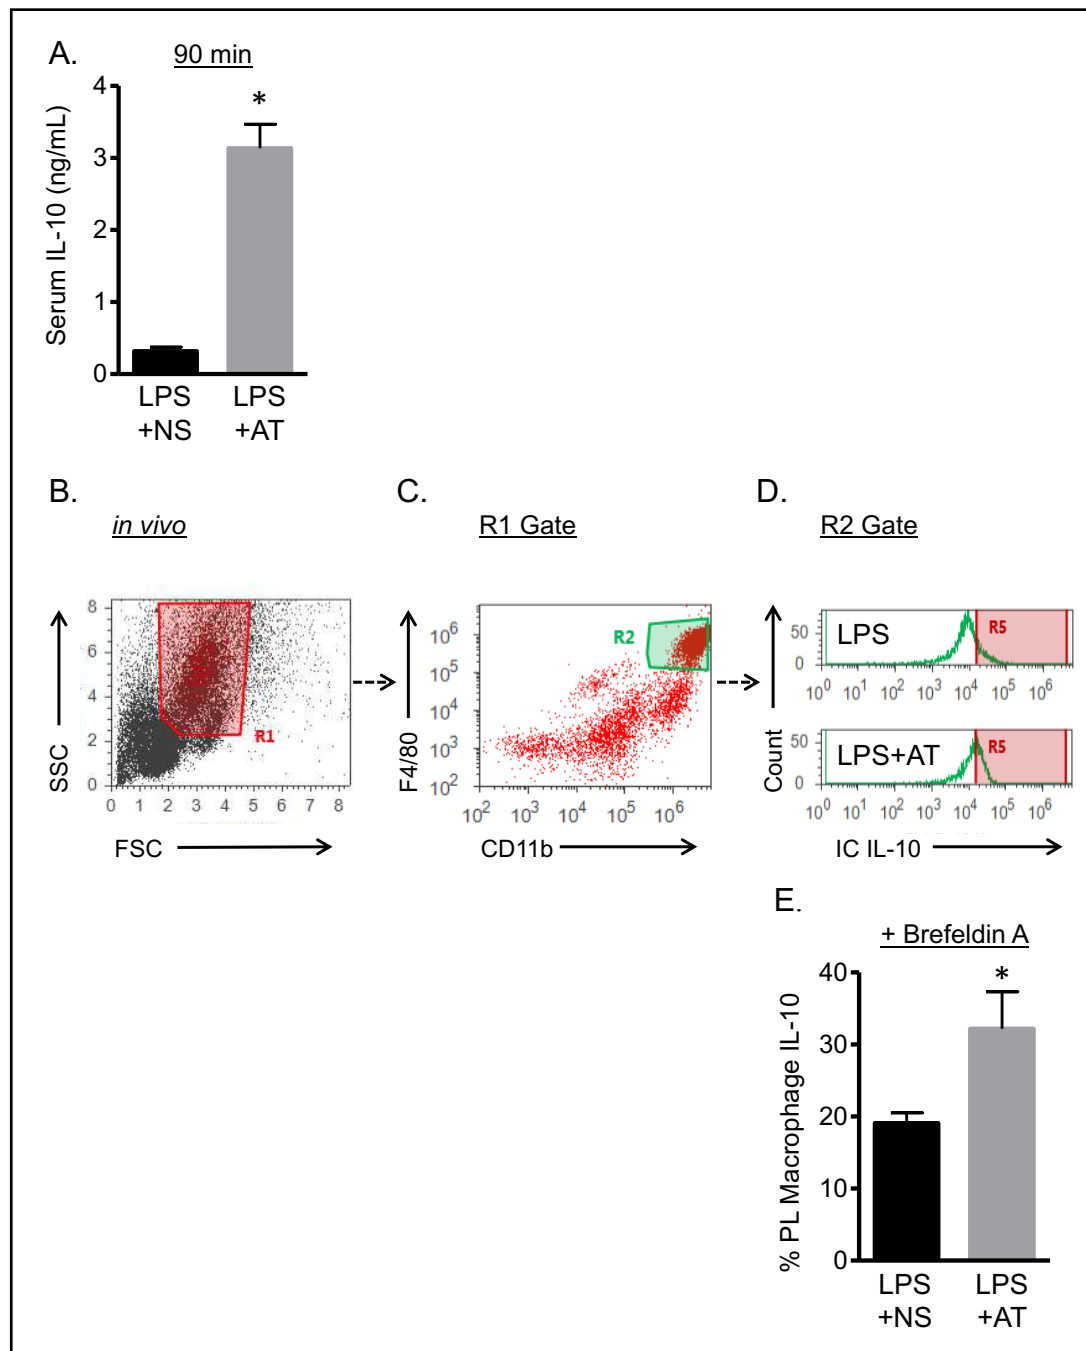 A.
90 min
Serum IL-10 (ng/mL)
4
3
2
1
0
*
LPS
+NS
LPS
+AT
B.
in vivo
SSC
8
6
4
2
0
R1
0 1 2 3 4 5 6 7 8
FSC
C.
R1 Gate
F4/80
10^6
10^5
10^4
10^3
10^2
R2
10^2 10^3 10^4 10^5 10^6
CD11b
D.
R2 Gate
Count
50
0
LPS
R5
10^0 10^1 10^2 10^3 10^4 10^5 10^6
50
0
LPS+AT
R5
10^0 10^1 10^2 10^3 10^4 10^5 10^6
IC IL-10
E.
+ Brefeldin A
% PL Macrophage IL-10
40
30
20
10
0
*
LPS
+NS
LPS
+AT